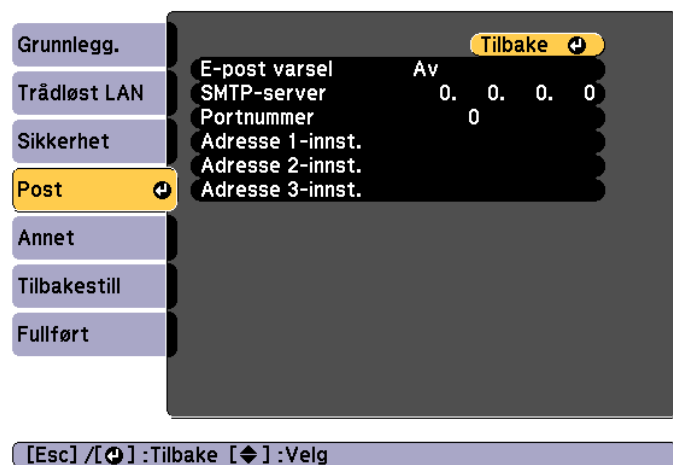 Grunnlegg.
Trådløst LAN
Sikkerhet
Post
Annet
Tilbakestill
Fullført
Tilbake
E-post varsel Av
SMTP-server 0. 0. 0. 0
Portnummer 0
Adresse 1-innst.
Adresse 2-innst.
Adresse 3-innst.
[Esc] /[⏎] :Tilbake [◆] :Velg